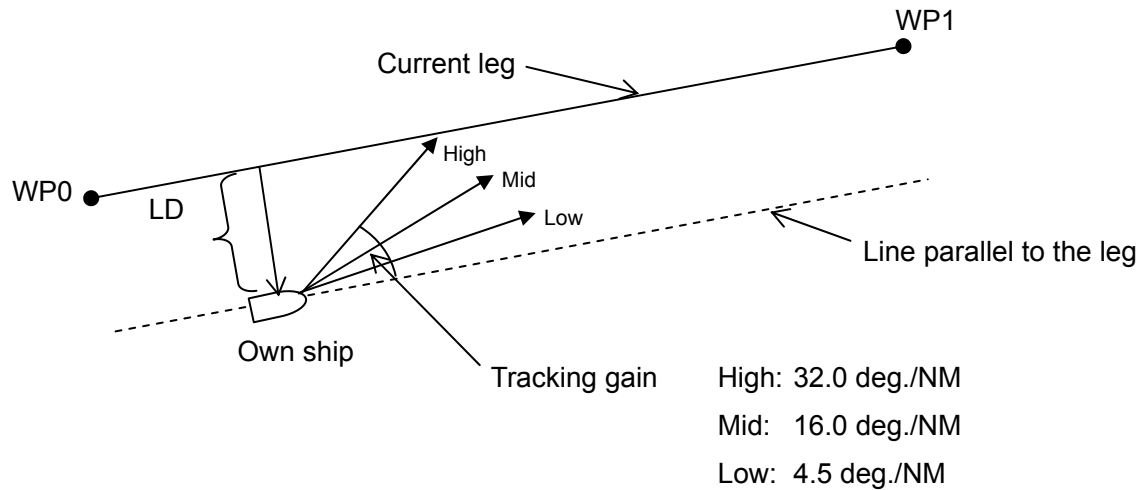 WP1
Current leg
High
WP0
Mid
LD
Low
Line parallel to the leg
Own ship
Tracking gain
High: 32.0 deg./NM
Mid: 16.0 deg./NM
Low: 4.5 deg./NM